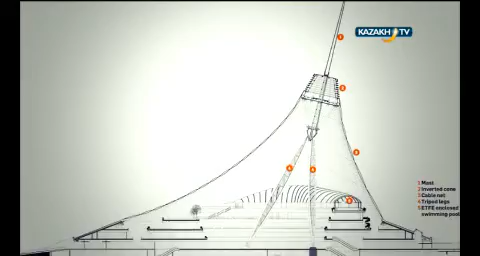 KAZAKH TV
1 Mast
2 Inverted cone
3 Cable net
4 Tripod legs
5 ETFE enclosed
swimming pool